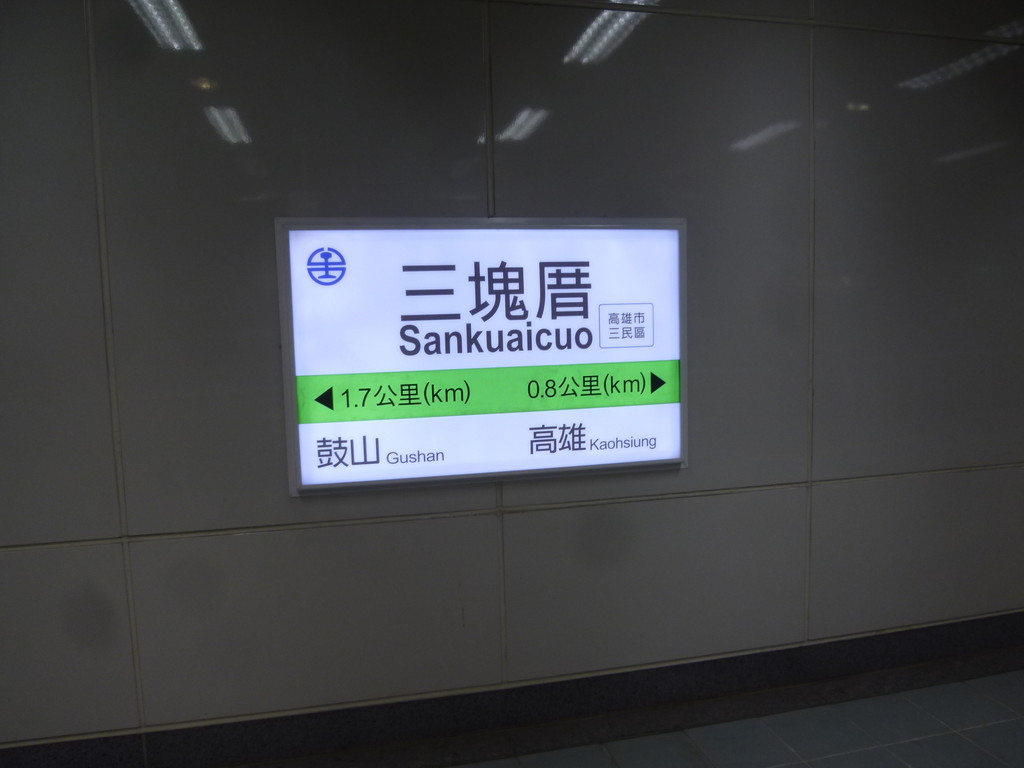 三塊厝
Sankuaicuo
高雄市
三民區
◀1.7公里(km) 0.8公里(km)▶
鼓山 Gushan 高雄 Kaohsiung